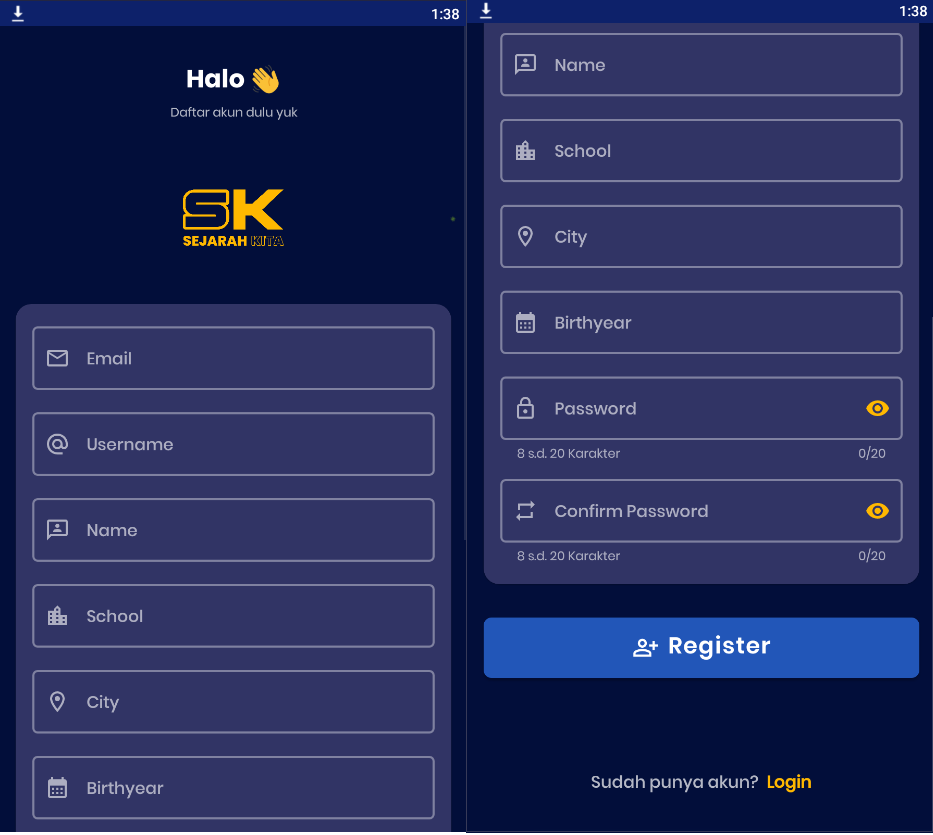 1:38
Halo 👋
Daftar akun dulu yuk
SK
SEJARAH KITA
Email
Username
Name
School
City
Birthyear
1:38
Name
School
City
Birthyear
Password
8 s.d. 20 Karakter 0/20
Confirm Password
8 s.d. 20 Karakter 0/20
Register
Sudah punya akun? Login